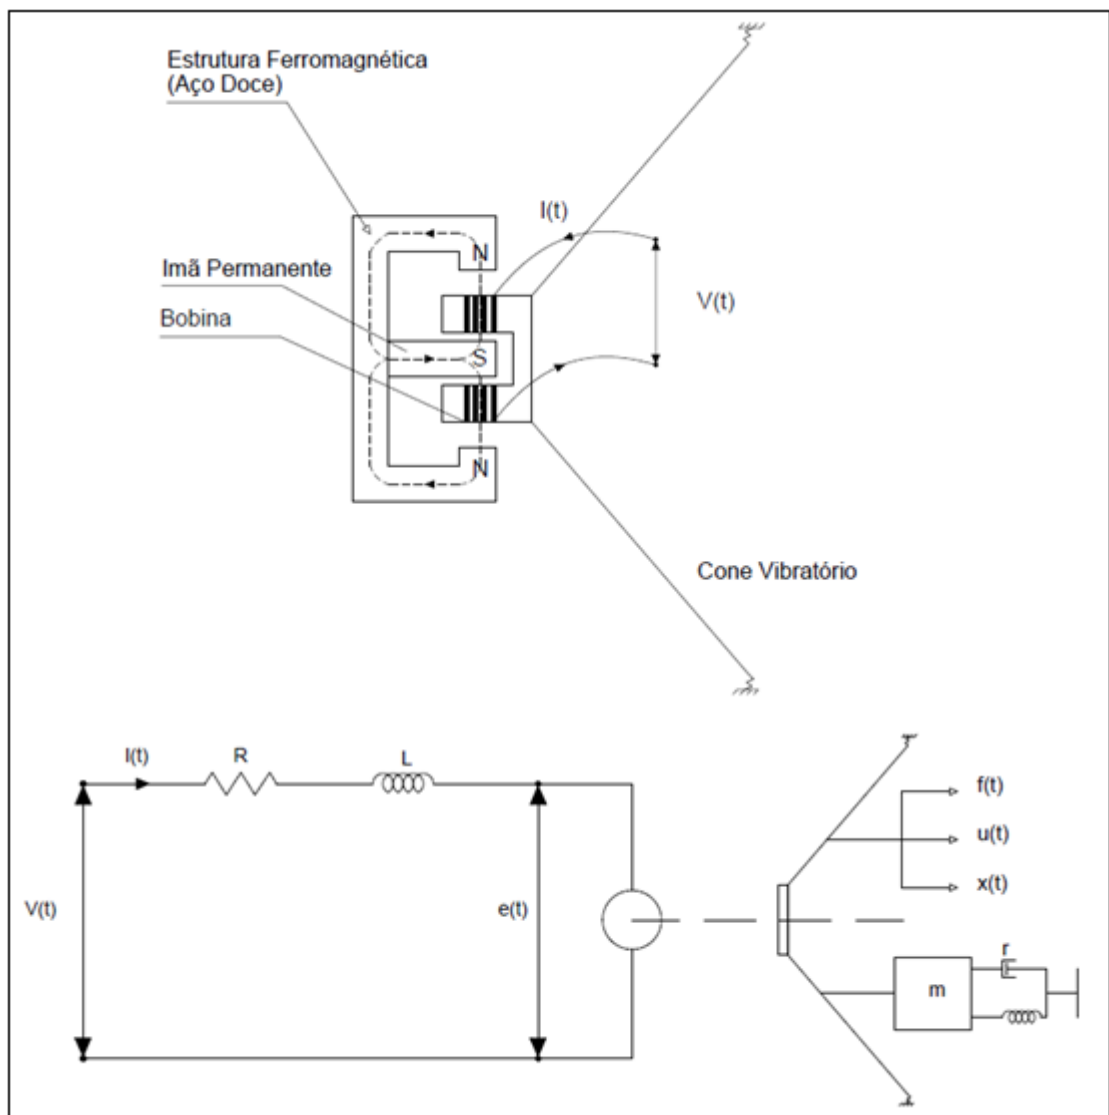 Estrutura Ferromagnética
(Aço Doce)
I(t)
N
Imã Permanente
V(t)
Bobina
S
N
Cone Vibratório
I(t)
R
L
f(t)
u(t)
x(t)
V(t)
e(t)
r
m